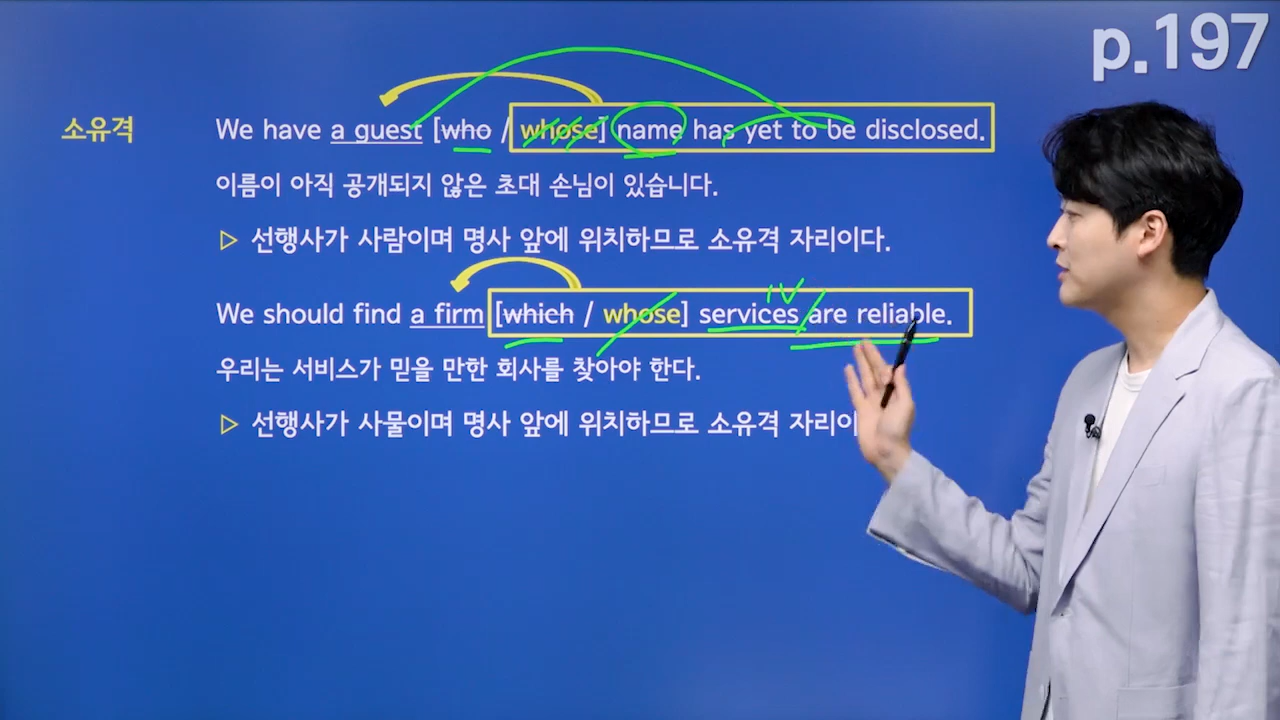 p.197
소유격 We have a guest [who / whose] name has yet to be disclosed.
이름이 아직 공개되지 않은 초대 손님이 있습니다.
▷ 선행사가 사람이며 명사 앞에 위치하므로 소유격 자리이다.
We should find a firm [which / whose] services are reliable.
우리는 서비스가 믿을 만한 회사를 찾아야 한다.
▷ 선행사가 사물이며 명사 앞에 위치하므로 소유격 자리이